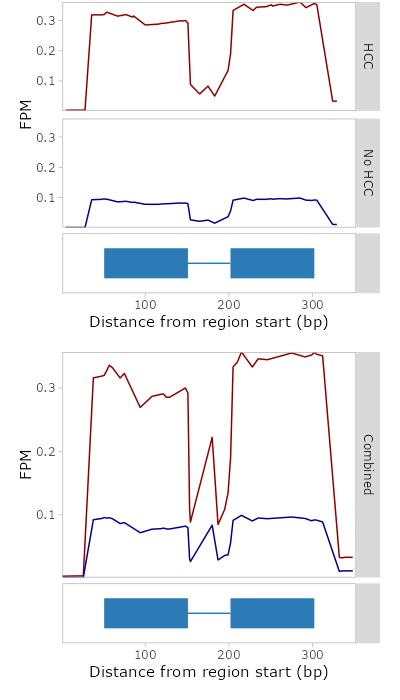 0.3
0.2
0.1
HCC
FPM
0.3
0.2
0.1
No HCC
100
200
300
Distance from region start (bp)
0.3
0.2
0.1
FPM
Combined
100
200
300
Distance from region start (bp)